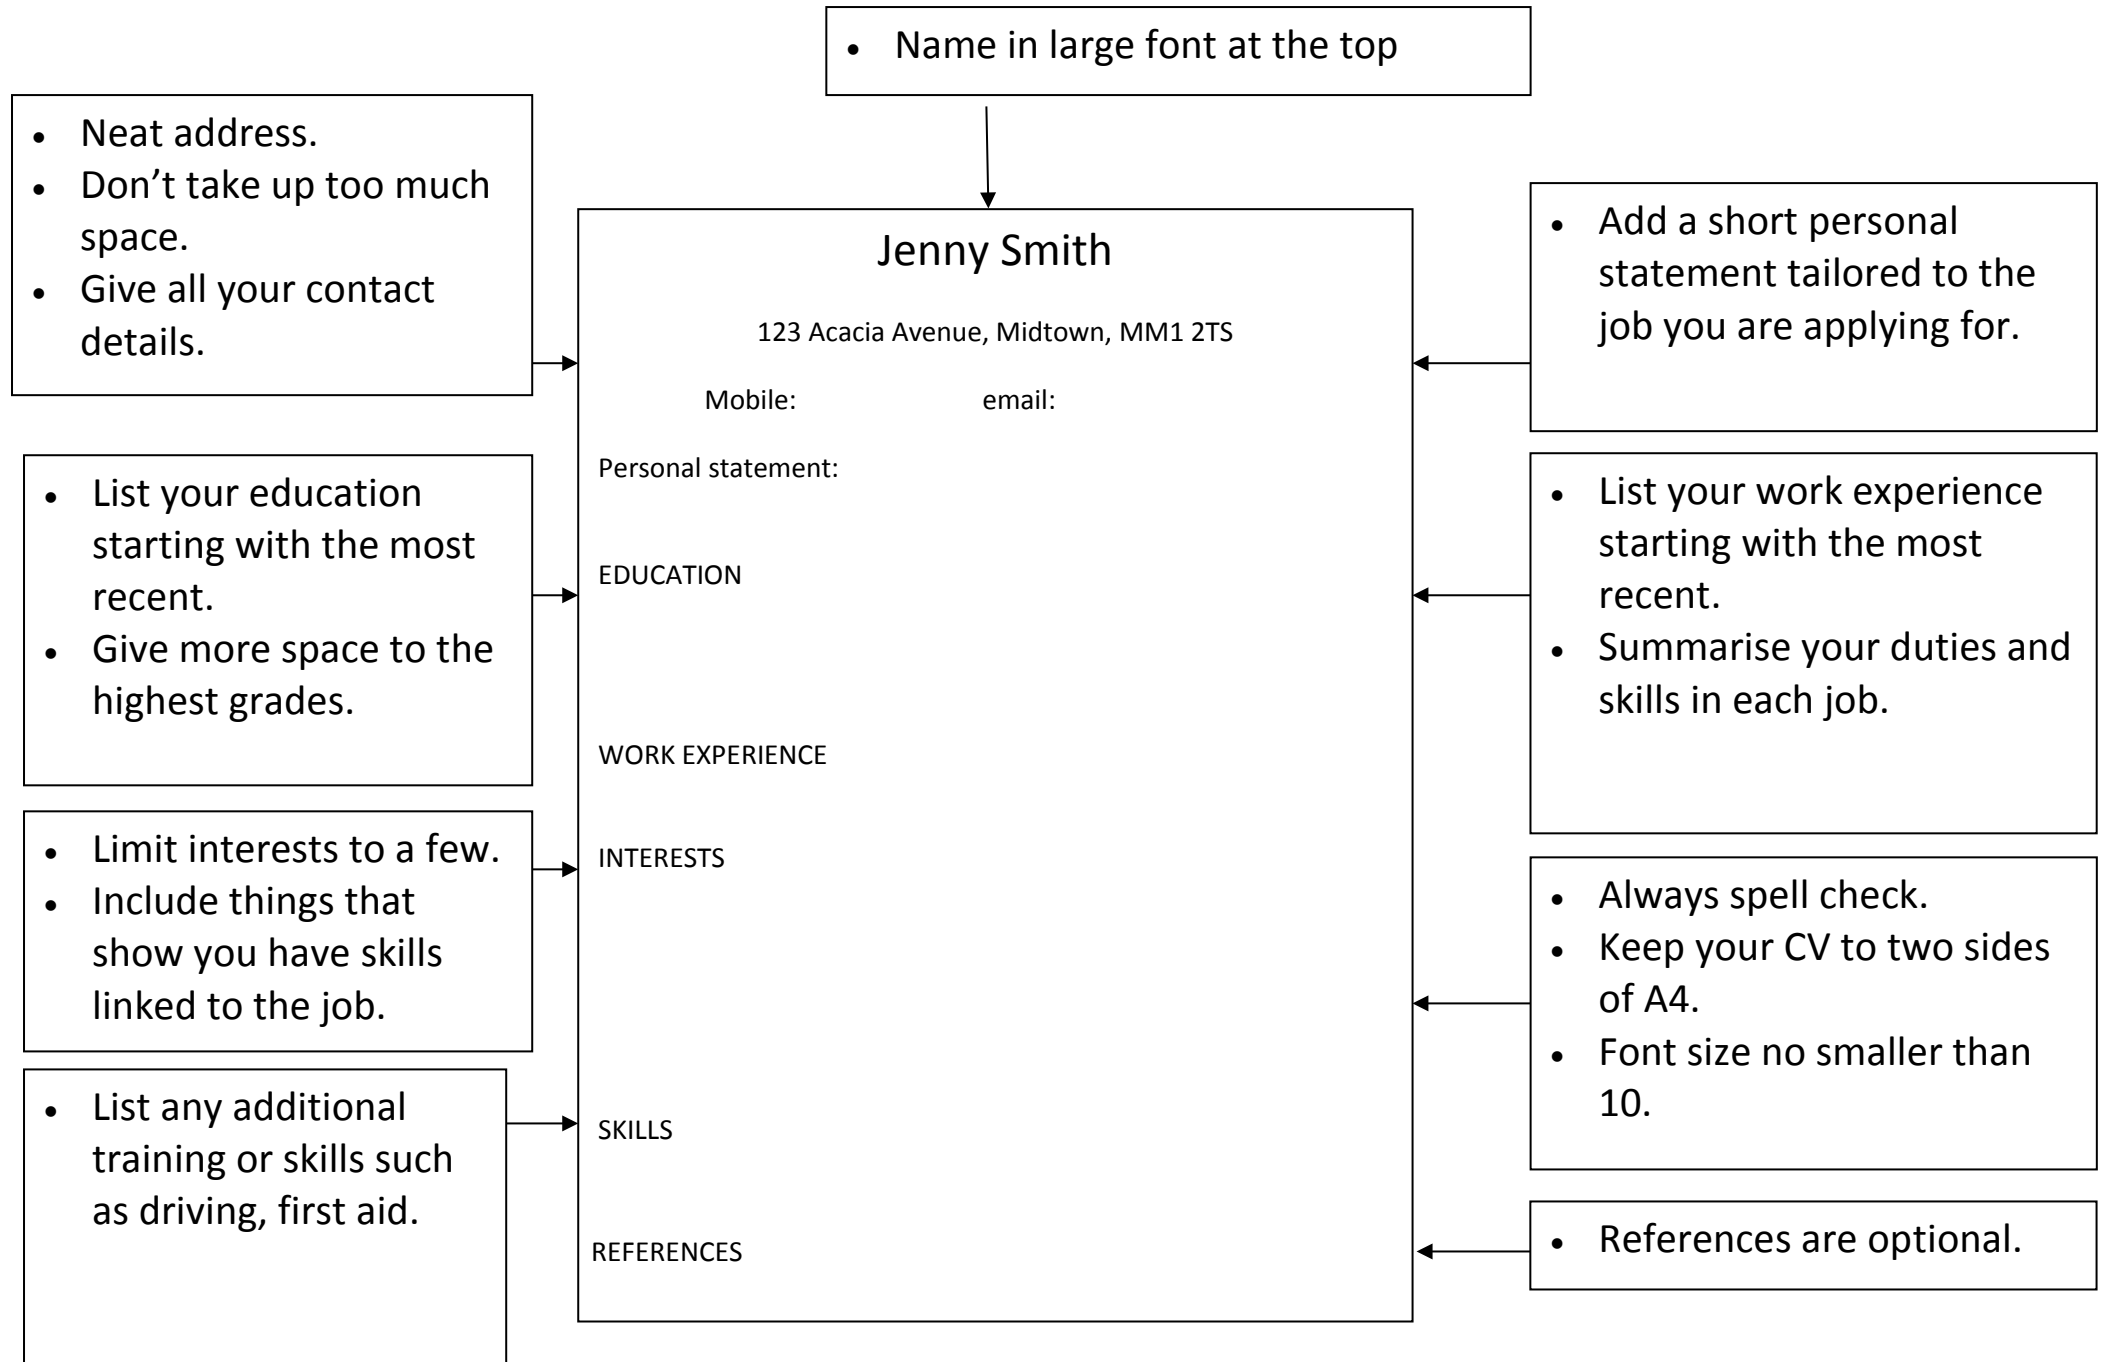 • Name in large font at the top
• Neat address.
• Don’t take up too much
space.
• Give all your contact
details.
• Add a short personal
statement tailored to the
job you are applying for.
Jenny Smith
123 Acacia Avenue, Midtown, MM1 2TS
Mobile: email:
Personal statement:
EDUCATION
WORK EXPERIENCE
INTERESTS
SKILLS
REFERENCES
• List your education
starting with the most
recent.
• Give more space to the
highest grades.
• List your work experience
starting with the most
recent.
• Summarise your duties and
skills in each job.
• Limit interests to a few.
• Include things that
show you have skills
linked to the job.
• Always spell check.
• Keep your CV to two sides
of A4.
• Font size no smaller than
10.
• List any additional
training or skills such
as driving, first aid.
• References are optional.